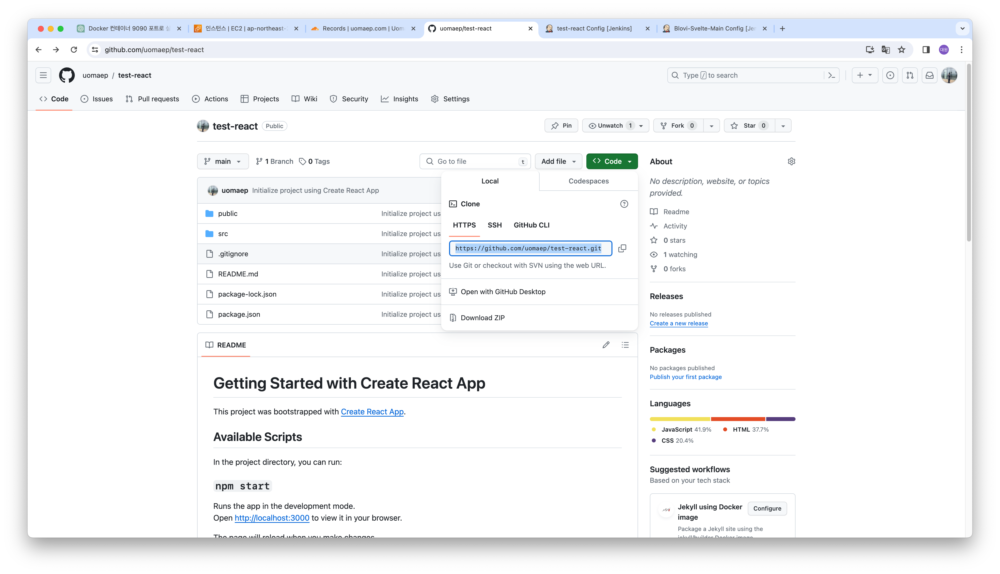 Docker 컨테이너 9090 포트로
인스턴스 | EC2 | ap-northeast-
Records | uomaep.com | Uom
uomaep/test-react
test-react Config [Jenkins]
Blovi-Svelte-Main Config [Jen
github.com/uomaep/test-react
대원
uomaep / test-react
Type / to search
Code
Issues
Pull requests
Actions
Projects
Wiki
Security
Insights
Settings
test-react Public
Pin
Unwatch 1
Fork 0
Star 0
main
1 Branch
0 Tags
Go to file t
Add file
Code
uomaep Initialize project using Create React App
public Initialize project us
src Initialize project us
.gitignore Initialize project us
README.md Initialize project us
package-lock.json Initialize project us
package.json Initialize project us
Local
Codespaces
Clone
HTTPS SSH GitHub CLI
https://github.com/uomaep/test-react.git
Use Git or checkout with SVN using the web URL.
Open with GitHub Desktop
Download ZIP
README
Getting Started with Create React App
This project was bootstrapped with Create React App.
Available Scripts
In the project directory, you can run:
npm start
Runs the app in the development mode.
Open http://localhost:3000 to view it in your browser.
The page will reload when you make changes.
About
No description, website, or topics
provided.
Readme
Activity
0 stars
1 watching
0 forks
Releases
No releases published
Create a new release
Packages
No packages published
Publish your first package
Languages
JavaScript 41.9% HTML 37.7%
CSS 20.4%
Suggested workflows
Based on your tech stack
Jekyll using Docker
image
Configure
Package a Jekyll site using the
jekyll/builder Docker image